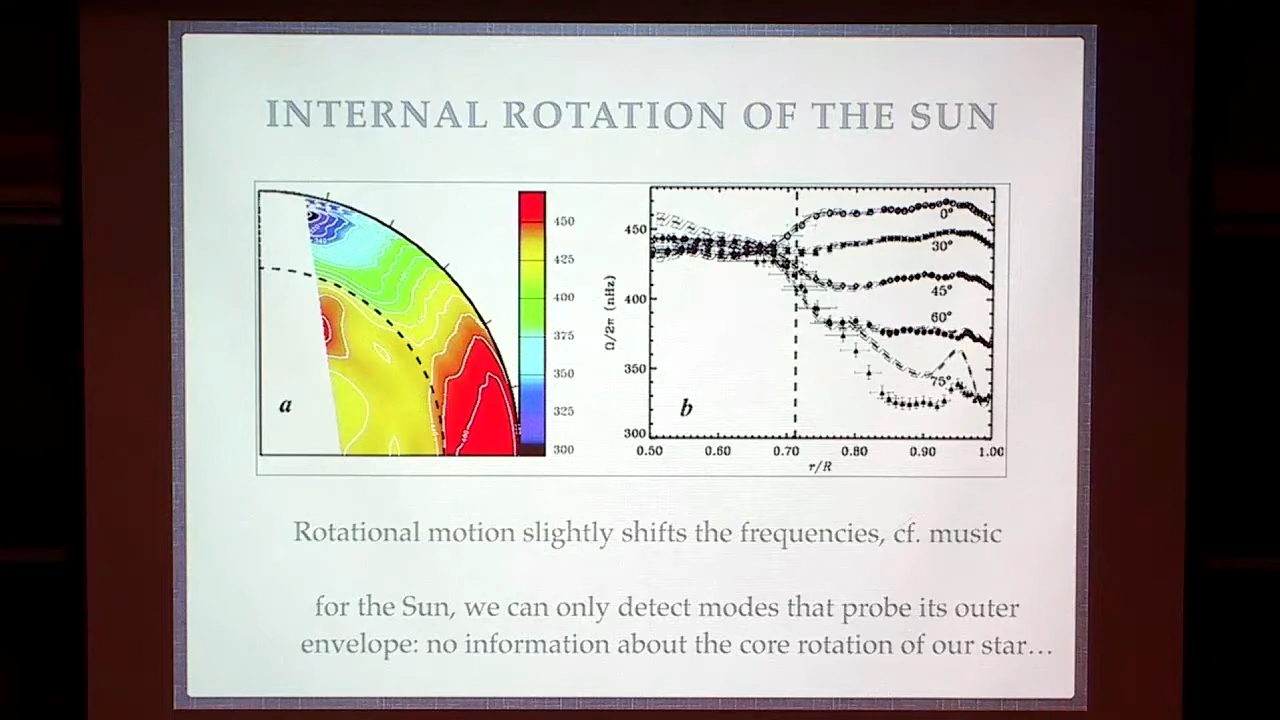 INTERNAL ROTATION OF THE SUN
450
425
400
375
350
325
300
a
Ω/2π (nHz)
450
400
350
300
0°
30°
45°
60°
75°
b
0.50 0.60 0.70 0.80 0.90 1.00
r/R
Rotational motion slightly shifts the frequencies, cf. music
for the Sun, we can only detect modes that probe its outer
envelope: no information about the core rotation of our star...